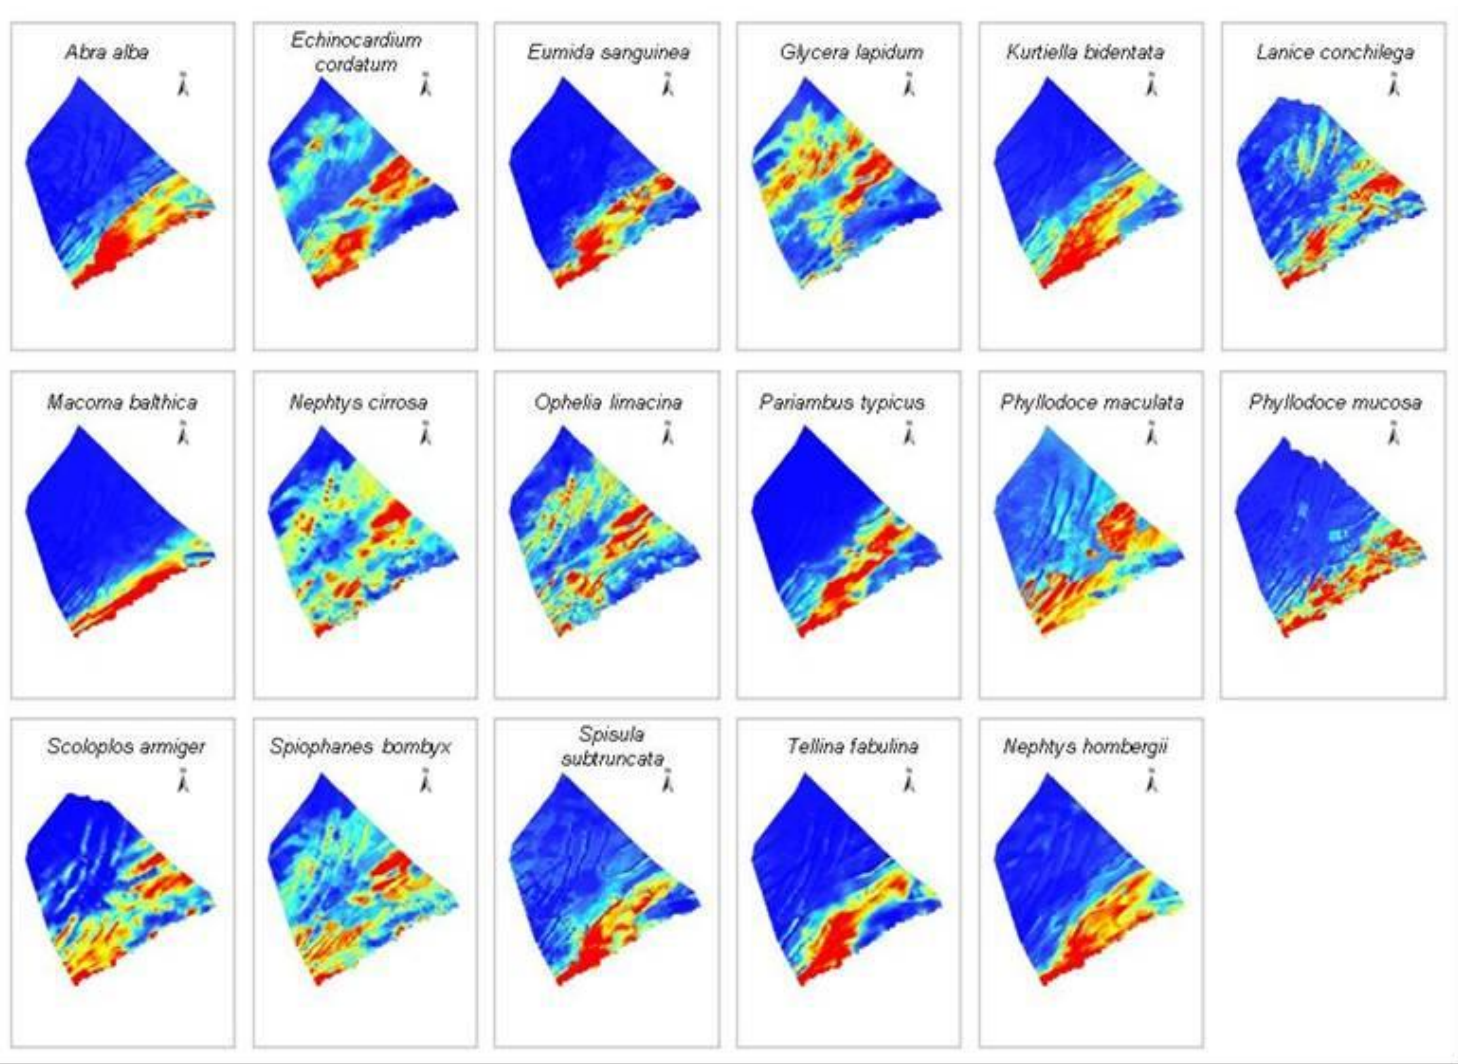 Abra alba
Echinocardium
cordatum
Eumida sanguinea
Glycera lapidum
Kurtiella bidentata
Lanice conchilega
Macoma balthica
Nephtys cirrosa
Ophelia limacina
Pariambus typicus
Phyllodoce maculata
Phyllodoce mucosa
Scoloplos armiger
Spiophanes bombyx
Spisula
subtruncata
Tellina fabulina
Nephtys hombergii